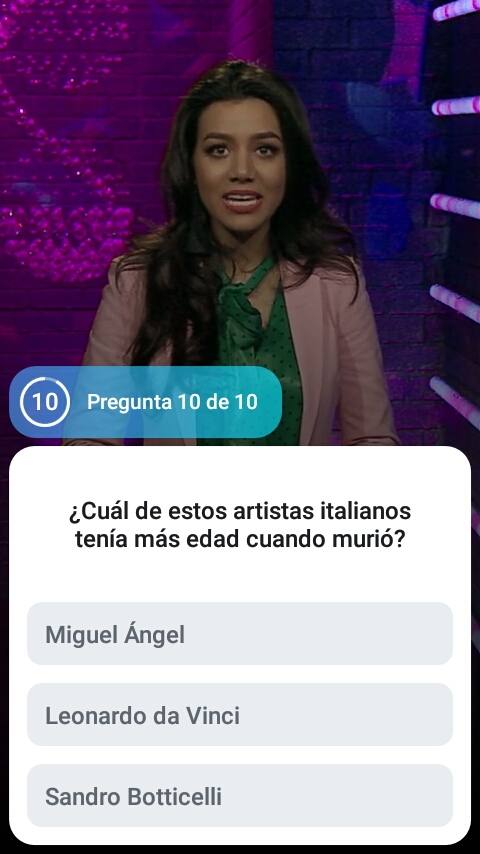 10
Pregunta 10 de 10
¿Cuál de estos artistas italianos
tenía más edad cuando murió?
Miguel Ángel
Leonardo da Vinci
Sandro Botticelli